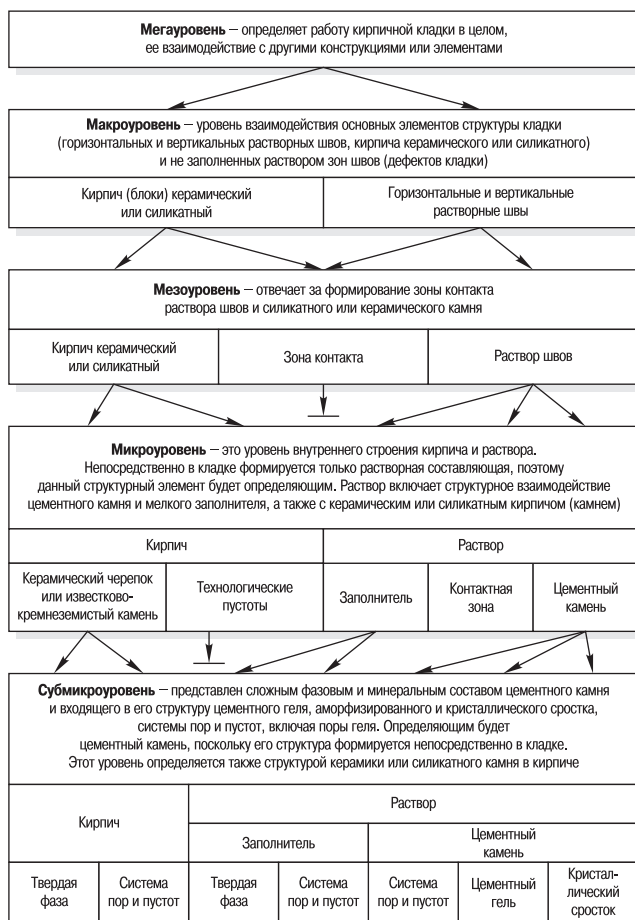 Мегауровень – определяет работу кирпичной кладки в целом,
ее взаимодействие с другими конструкциями или элементами
Макроуровень – уровень взаимодействия основных элементов структуры кладки
(горизонтальных и вертикальных растворных швов, кирпича керамического или силикатного)
и не заполненных раствором зон швов (дефектов кладки)
Кирпич (блоки) керамический
или силикатный
Горизонтальные и вертикальные
растворные швы
Мезоуровень – отвечает за формирование зоны контакта
раствора швов и силикатного или керамического камня
Кирпич керамический
или силикатный
Зона контакта
Раствор швов
Микроуровень – это уровень внутреннего строения кирпича и раствора.
Непосредственно в кладке формируется только растворная составляющая, поэтому
данный структурный элемент будет определяющим. Раствор включает структурное взаимодействие
цементного камня и мелкого заполнителя, а также с керамическим или силикатным кирпичом (камнем)
Кирпич
Раствор
Керамический черепок
или известково-
кремнеземистый камень
Технологические
пустоты
Заполнитель
Контактная
зона
Цементный
камень
Субмикроуровень – представлен сложным фазовым и минеральным составом цементного камня
и входящего в его структуру цементного геля, аморфизированного и кристаллического сростка,
системы пор и пустот, включая поры геля. Определяющим будет
цементный камень, поскольку его структура формируется непосредственно в кладке.
Этот уровень определяется также структурой керамики или силикатного камня в кирпиче
Кирпич
Раствор
Заполнитель
Цементный
камень
Твердая
фаза
Система
пор и пустот
Твердая
фаза
Система
пор и пустот
Система
пор и пустот
Цементный
гель
Кристал-
лический
сросток